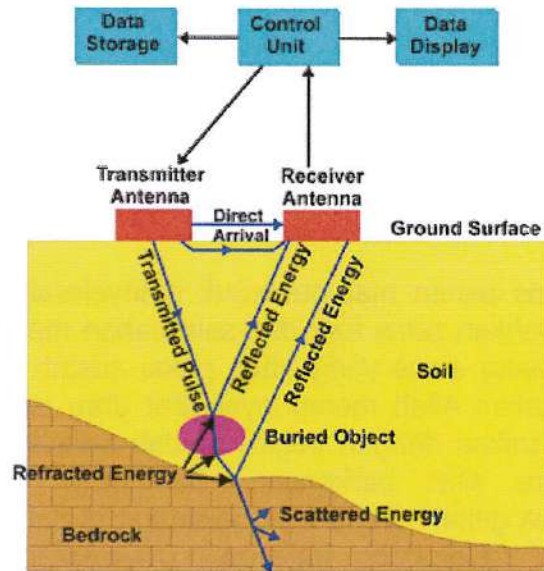 Data
Storage
Control
Unit
Data
Display
Transmitter
Antenna
Receiver
Antenna
Direct
Arrival
Ground Surface
Transmitted Pulse
Reflected Energy
Reflected Energy
Soil
Buried Object
Refracted Energy
Scattered Energy
Bedrock